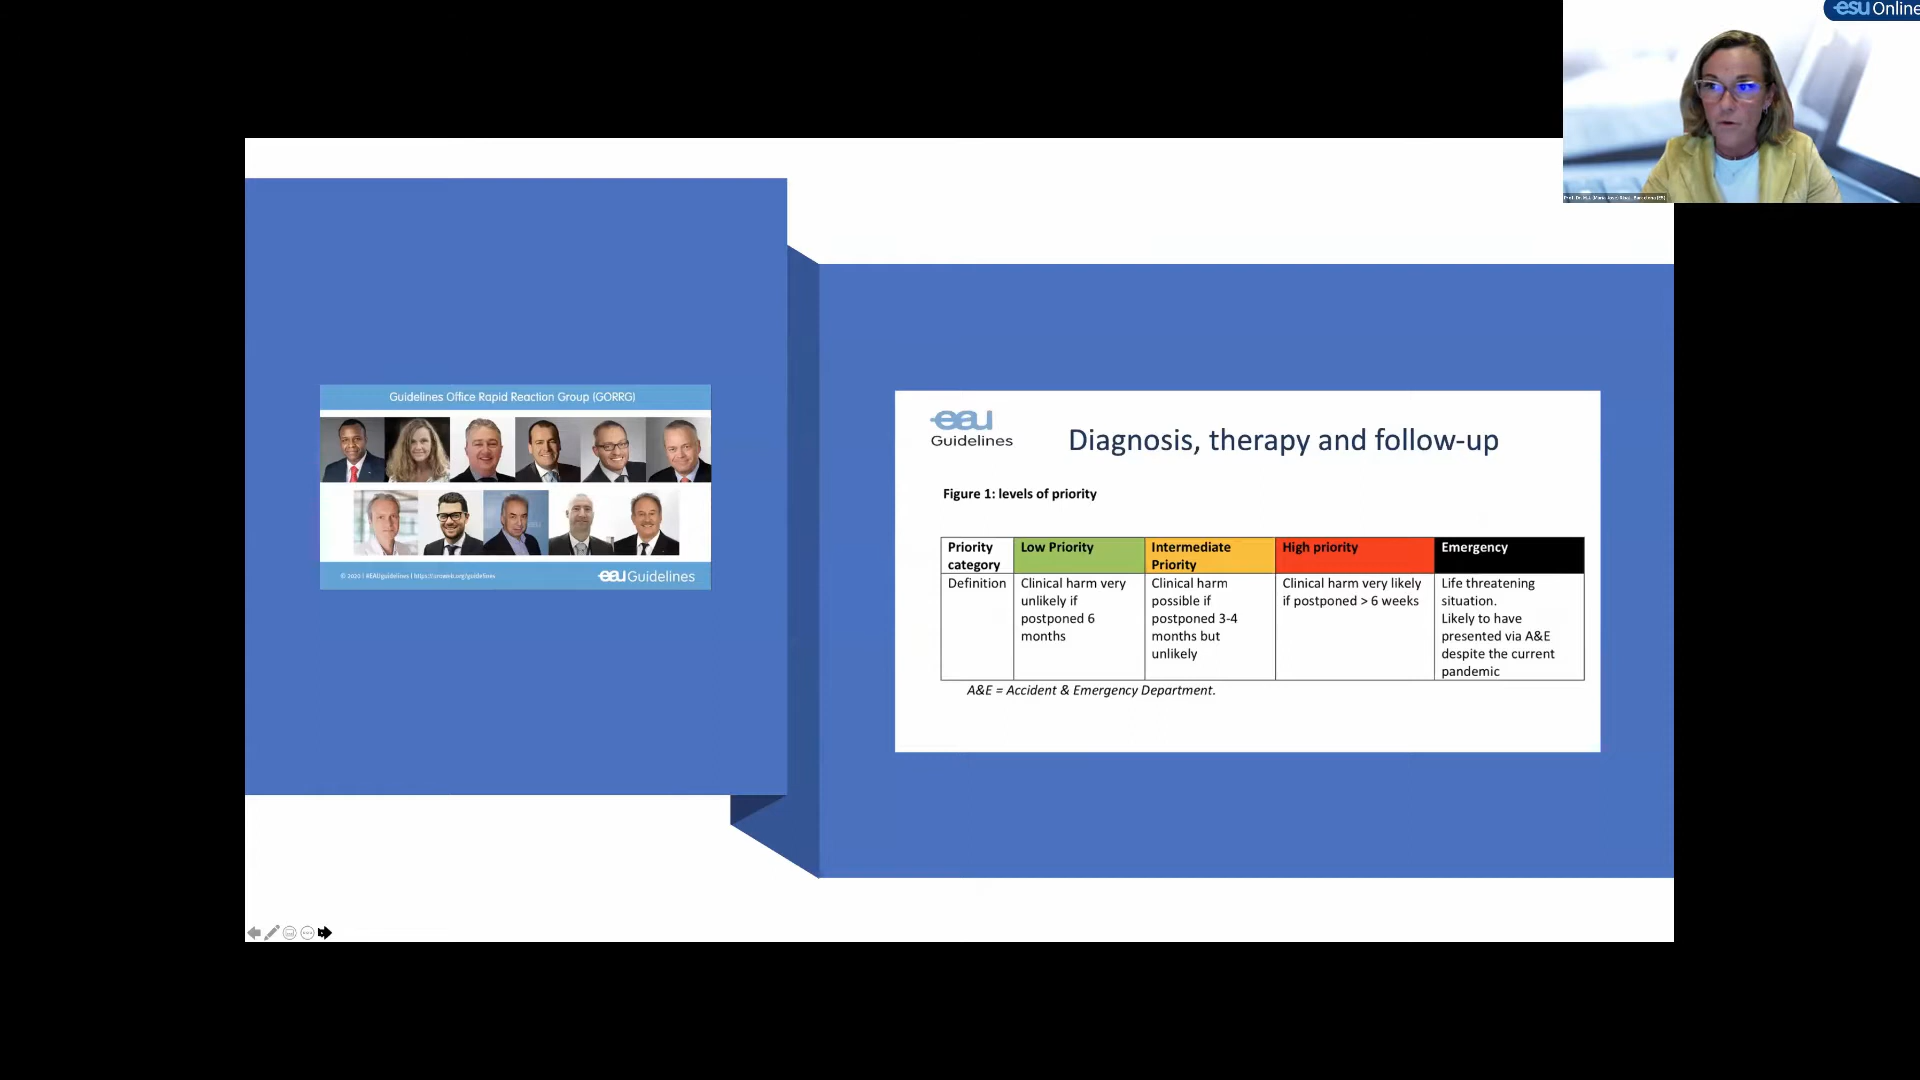 esu Online
Guidelines Office Rapid Reaction Group (GORRG)
eau Guidelines
eau
Guidelines
Diagnosis, therapy and follow-up
Figure 1: levels of priority
Priority category
Low Priority
Intermediate Priority
High priority
Emergency
Definition
Clinical harm very
unlikely if
postponed 6
months
Clinical harm
possible if
postponed 3-4
months but
unlikely
Clinical harm very likely
if postponed > 6 weeks
Life threatening
situation.
Likely to have
presented via A&E
despite the current
pandemic
A&E = Accident & Emergency Department.